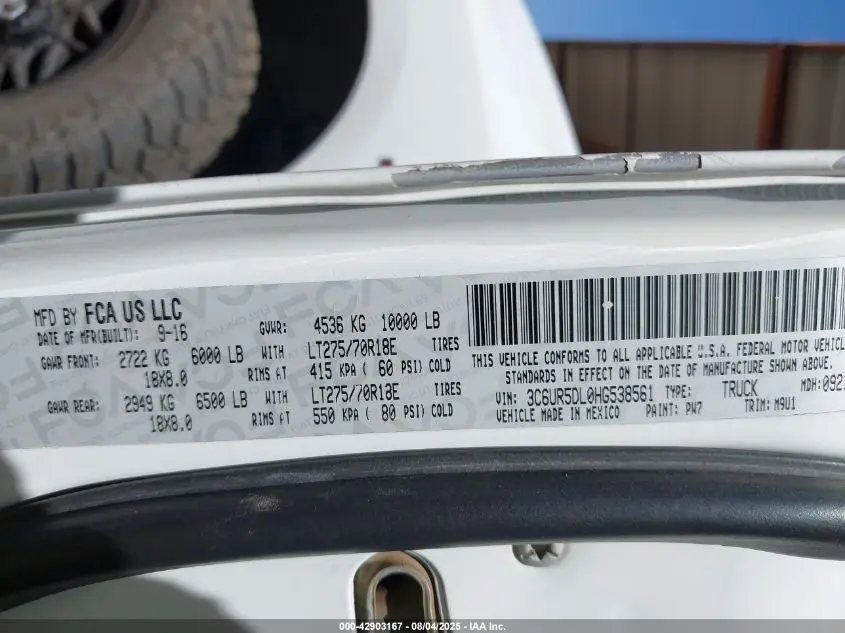 MFD BY FCA US LLC
DATE OF MFR(BUILT): 9-16
GVWR: 4536 KG 10000 LB
GAWR FRONT: 2722 KG 6000 LB WITH LT275/70R18E TIRES
18X8.0 RIMS AT 415 KPA ( 60 PSI) COLD
GAWR REAR: 2949 KG 6500 LB WITH LT275/70R18E TIRES
18X8.0 RIMS AT 550 KPA ( 80 PSI) COLD
THIS VEHICLE CONFORMS TO ALL APPLICABLE U.S.A. FEDERAL MOTOR VEHICL
STANDARDS IN EFFECT ON THE DATE OF MANUFACTURE SHOWN ABOVE.
VIN: 3C6UR5DL0HG538561 TYPE: TRUCK MDH:092
VEHICLE MADE IN MEXICO PAINT: PW7 TRIM: M9U1
000-42903167 - 08/04/2025 - IAA Inc.